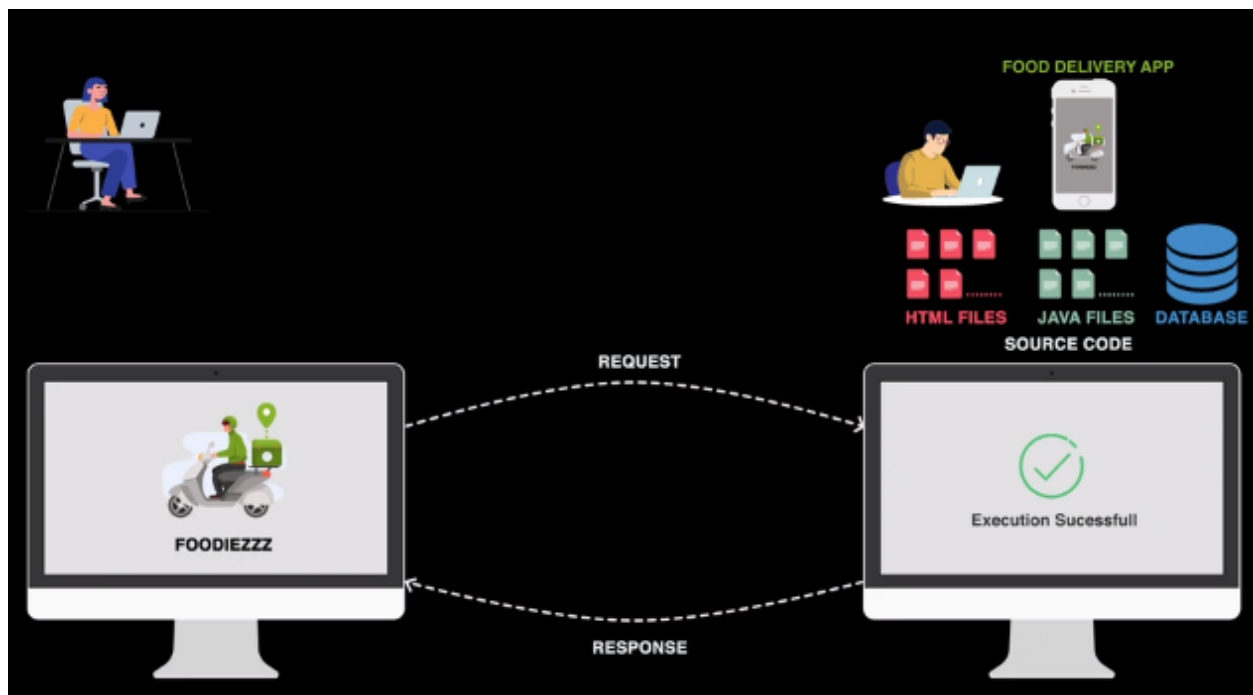 FOOD DELIVERY APP
HTML FILES
JAVA FILES
DATABASE
SOURCE CODE
REQUEST
FOODIEZZZ
Execution Sucessfull
RESPONSE